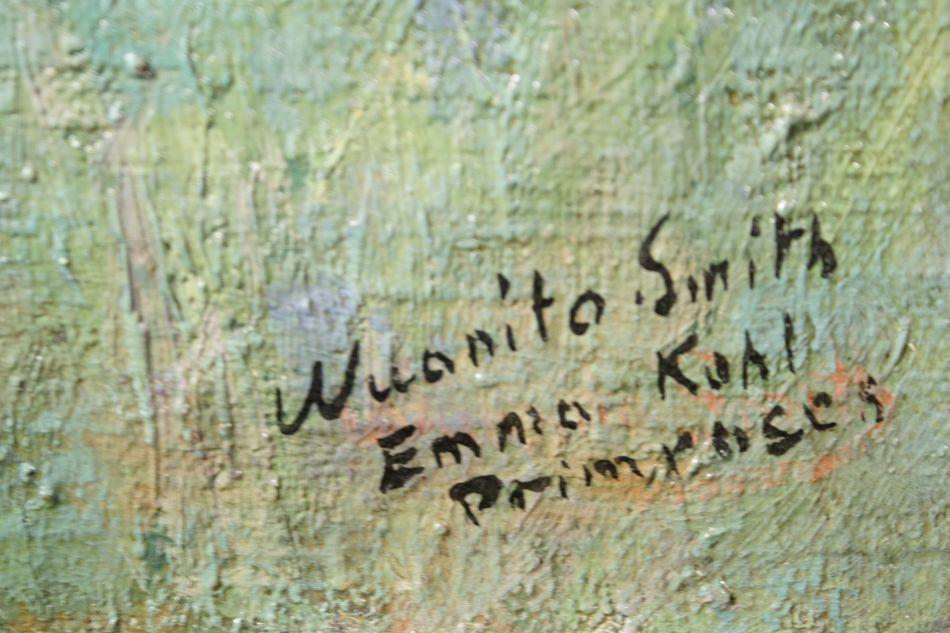 Wuanita Smith
Emma Kohl
Primroses